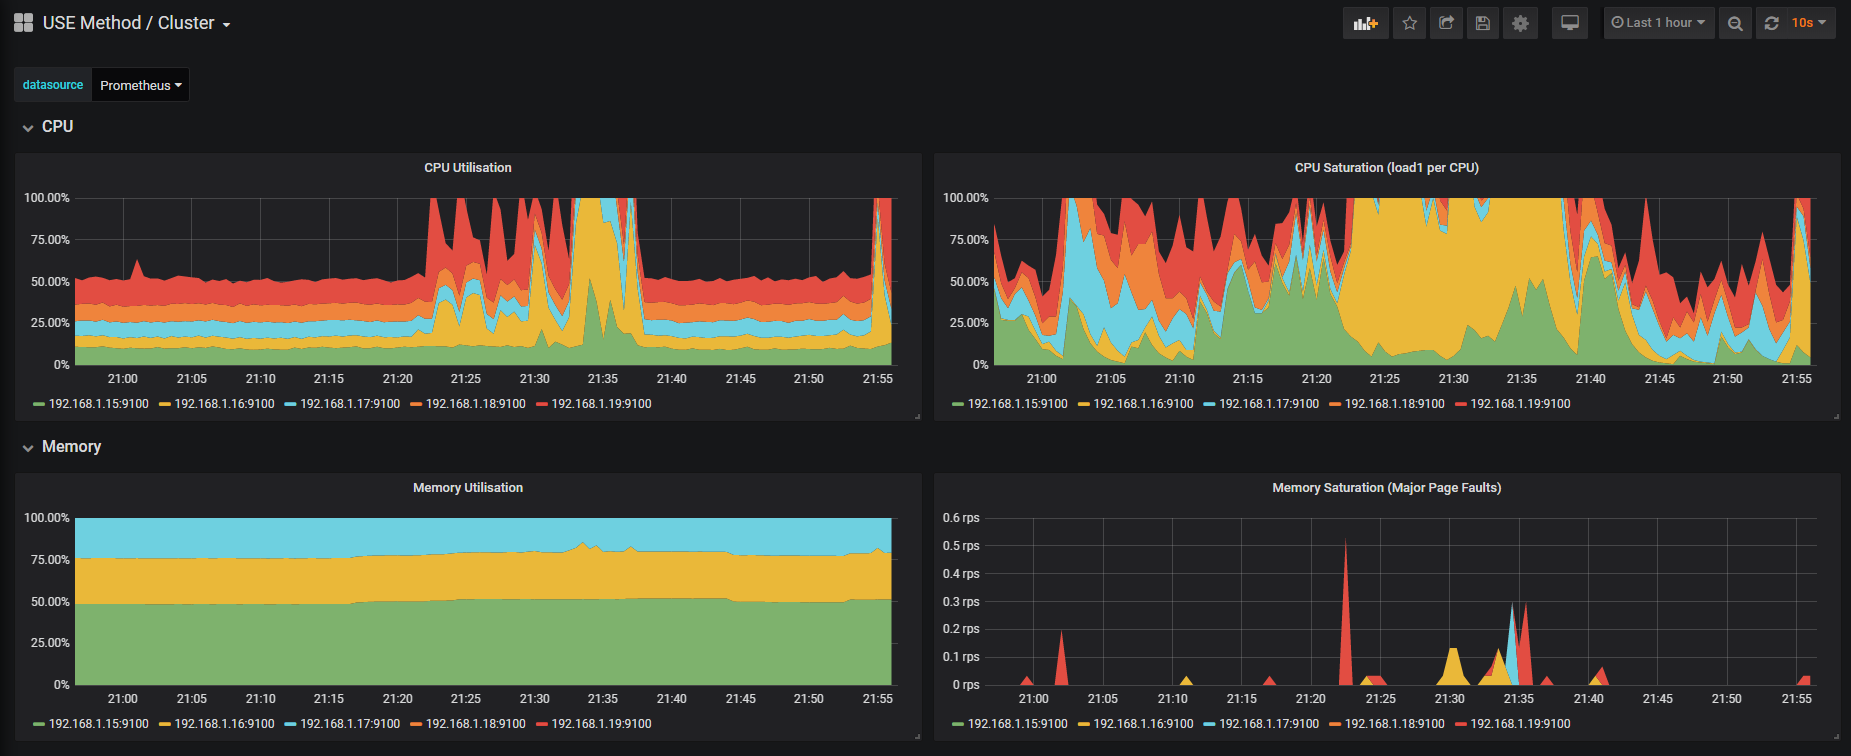 USE Method / Cluster
Last 1 hour
10s
datasource Prometheus
CPU
CPU Utilisation
100.00%
75.00%
50.00%
25.00%
0%
21:00 21:05 21:10 21:15 21:20 21:25 21:30 21:35 21:40 21:45 21:50 21:55
192.168.1.15:9100 192.168.1.16:9100 192.168.1.17:9100 192.168.1.18:9100 192.168.1.19:9100
CPU Saturation (load1 per CPU)
100.00%
75.00%
50.00%
25.00%
0%
21:00 21:05 21:10 21:15 21:20 21:25 21:30 21:35 21:40 21:45 21:50 21:55
192.168.1.15:9100 192.168.1.16:9100 192.168.1.17:9100 192.168.1.18:9100 192.168.1.19:9100
Memory
Memory Utilisation
100.00%
75.00%
50.00%
25.00%
0%
21:00 21:05 21:10 21:15 21:20 21:25 21:30 21:35 21:40 21:45 21:50 21:55
192.168.1.15:9100 192.168.1.16:9100 192.168.1.17:9100 192.168.1.18:9100 192.168.1.19:9100
Memory Saturation (Major Page Faults)
0.6 rps
0.5 rps
0.4 rps
0.3 rps
0.2 rps
0.1 rps
0 rps
21:00 21:05 21:10 21:15 21:20 21:25 21:30 21:35 21:40 21:45 21:50 21:55
192.168.1.15:9100 192.168.1.16:9100 192.168.1.17:9100 192.168.1.18:9100 192.168.1.19:9100